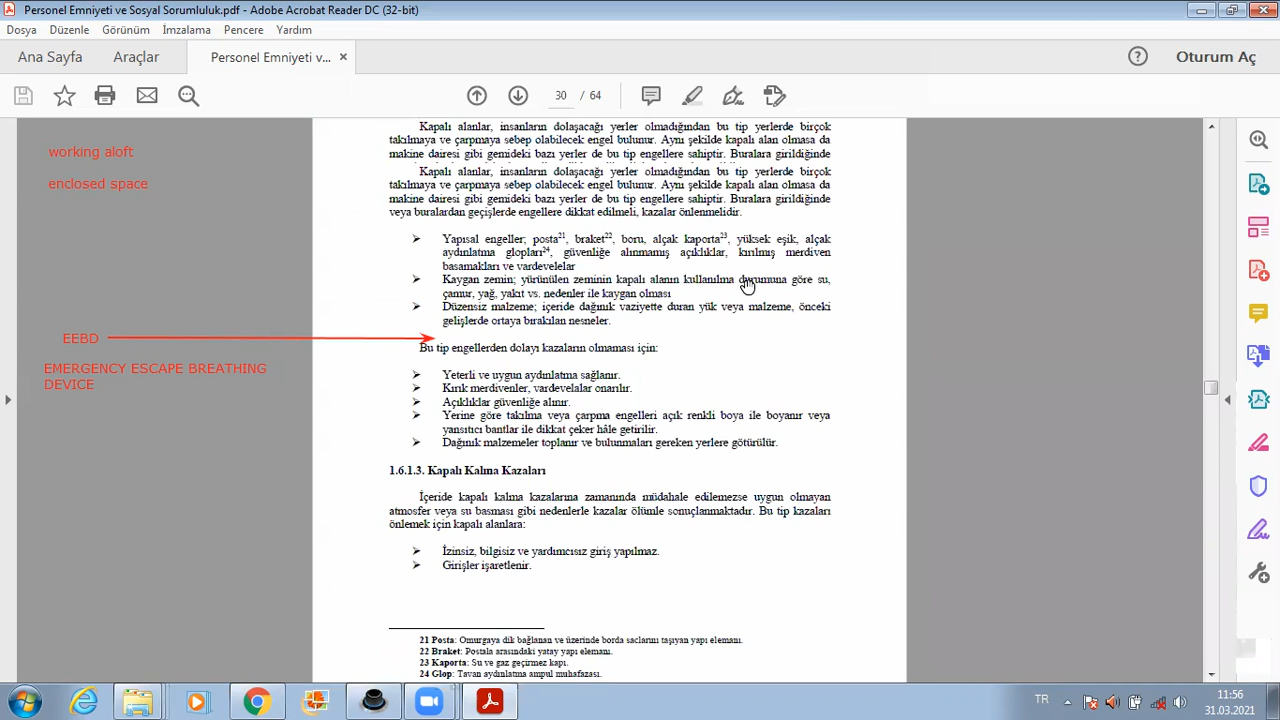 Personel Emniyeti ve Sosyal Sorumluluk.pdf - Adobe Acrobat Reader DC (32-bit)
Dosya Düzenle Görünüm İmzalama Pencere Yardım
Ana Sayfa Araçlar Personel Emniyeti v... × Oturum Aç
30 / 64
working aloft
enclosed space
EEBD
EMERGENCY ESCAPE BREATHING
DEVICE
Kapalı alanlar, insanların dolaşacağı yerler olmadığından bu tip yerlerde birçok
takılmaya ve çarpmaya sebep olabilecek engel bulunur. Aynı şekilde kapalı alan olmasa da
makine dairesi gibi gemideki bazı yerler de bu tip engellere sahiptir. Buralara girildiğinde
Kapalı alanlar, insanların dolaşacağı yerler olmadığından bu tip yerlerde birçok
takılmaya ve çarpmaya sebep olabilecek engel bulunur. Aynı şekilde kapalı alan olmasa da
makine dairesi gibi gemideki bazı yerler de bu tip engellere sahiptir. Buralara girildiğinde
veya buralardan geçişlerde engellere dikkat edilmeli, kazalar önlenmelidir.
➢ Yapısal engeller; posta21, braket22, boru, alçak kaporta23, yüksek eşik, alçak
aydınlatma glopları24, güvenliğe alınmamış açıklıklar, kırılmış merdiven
basamakları ve vardevelelar
➢ Kaygan zemin; yürünülen zeminin kapalı alanın kullanılma durumuna göre su,
çamur, yağ, yakıt vs. nedenler ile kaygan olması
➢ Düzensiz malzeme; içeride dağınık vaziyette duran yük veya malzeme, önceki
gelişlerde ortaya bırakılan nesneler.
Bu tip engellerden dolayı kazaların olmaması için:
➢ Yeterli ve uygun aydınlatma sağlanır.
➢ Kırık merdivenler, vardevelalar onarılır.
➢ Açıklıklar güvenliğe alınır.
➢ Yerine göre takılma veya çarpma engelleri açık renkli boya ile boyanır veya
yansıtıcı bantlar ile dikkat çeker hâle getirilir.
➢ Dağınık malzemeler toplanır ve bulunmaları gereken yerlere götürülür.
1.6.1.3. Kapalı Kalma Kazaları
İçeride kapalı kalma kazalarına zamanında müdahale edilemezse uygun olmayan
atmosfer veya su basması gibi nedenlerle kazalar ölümle sonuçlanmaktadır. Bu tip kazaları
önlemek için kapalı alanlara:
➢ İzinsiz, bilgisiz ve yardımcısız giriş yapılmaz.
➢ Girişler işaretlenir.
21 Posta: Omurgaya dik bağlanan ve üzerinde borda saclarını taşıyan yapı elemanı.
22 Braket: Postala arasındaki yatay yapı elemanı.
23 Kaporta: Su ve gaz geçirmez kapı.
24 Glop: Tavan aydınlatma ampul muhafazası.
TR
11:56
31.03.2021